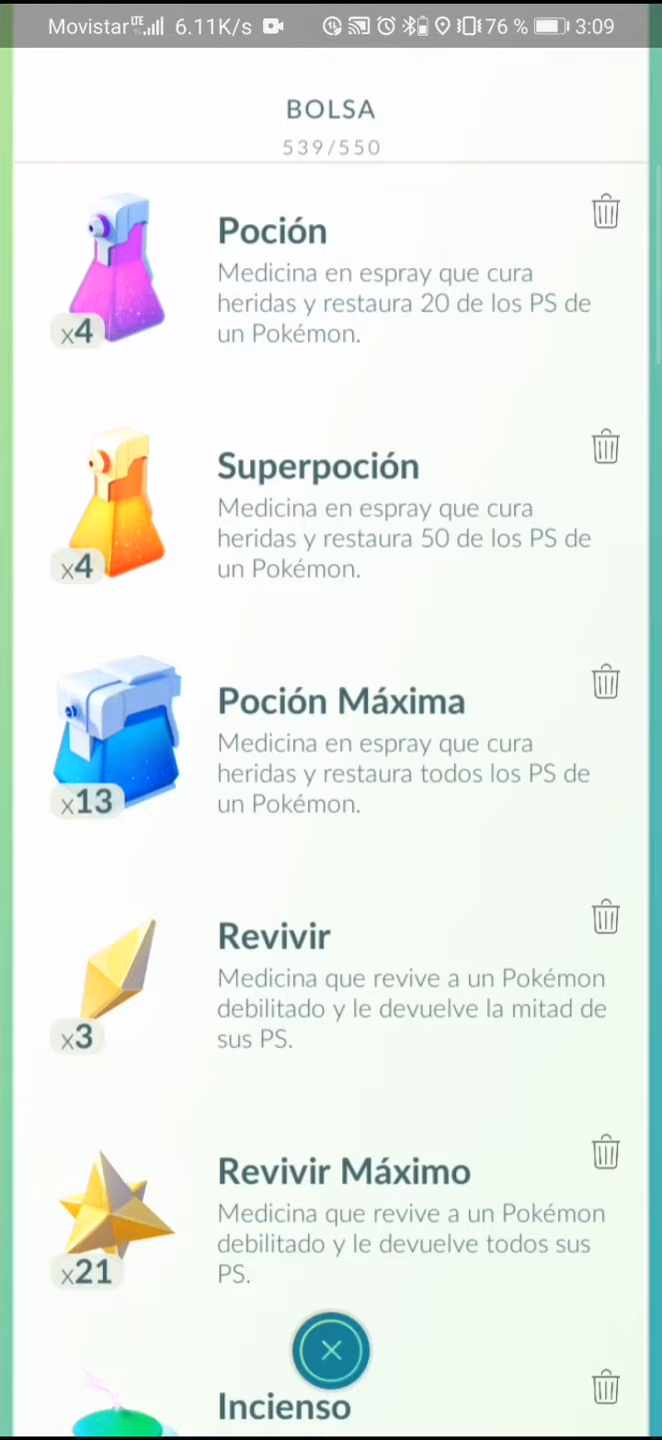 Movistar LTE 6.11K/s 76 % 3:09
BOLSA
539/550
Poción
Medicina en espray que cura
heridas y restaura 20 de los PS de
un Pokémon.
x4
Superpoción
Medicina en espray que cura
heridas y restaura 50 de los PS de
un Pokémon.
x4
Poción Máxima
Medicina en espray que cura
heridas y restaura todos los PS de
un Pokémon.
x13
Revivir
Medicina que revive a un Pokémon
debilitado y le devuelve la mitad de
sus PS.
x3
Revivir Máximo
Medicina que revive a un Pokémon
debilitado y le devuelve todos sus
PS.
x21
Incienso